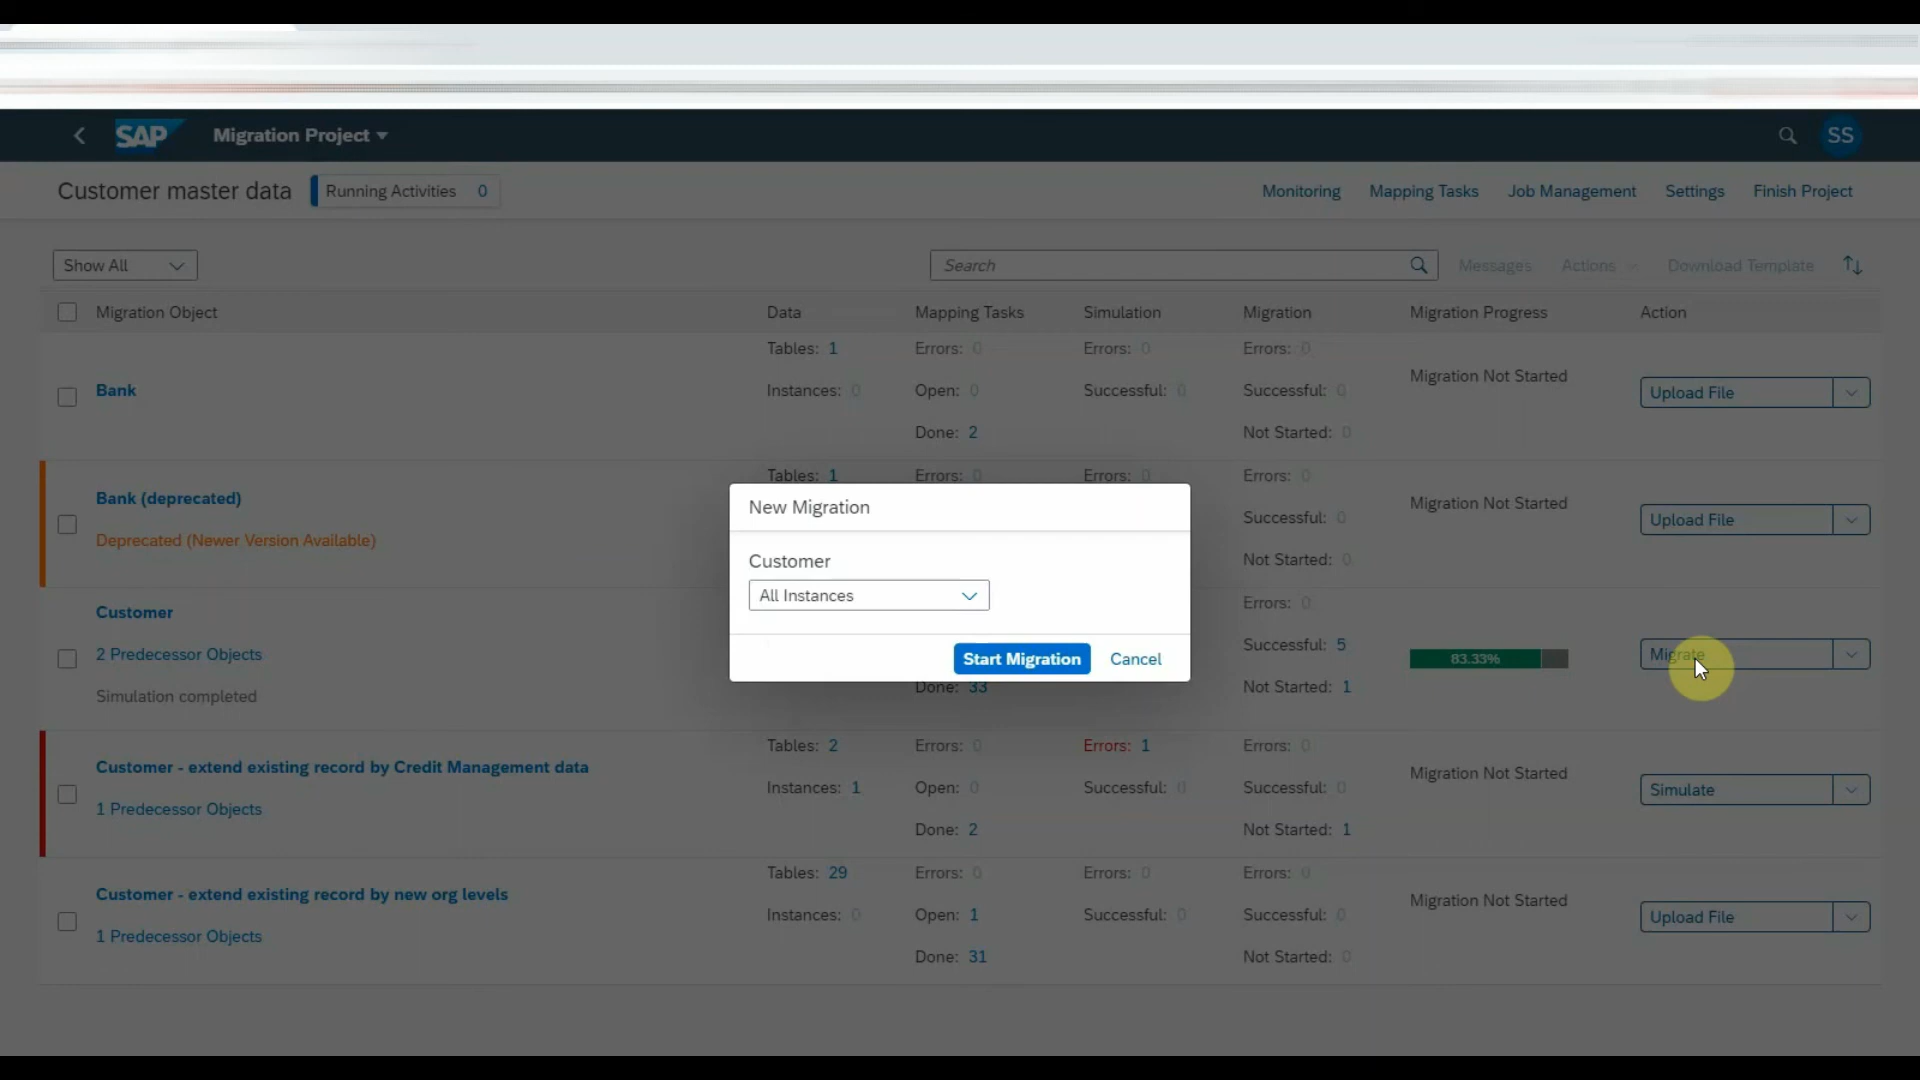 SAP Migration Project SS
Customer master data Running Activities 0 Monitoring Mapping Tasks Job Management Settings Finish Project
Show All Search Messages Actions Download Template
Migration Object Data Mapping Tasks Simulation Migration Migration Progress Action
Tables: 1 Errors: 0 Errors: 0 Errors: 0
Bank Instances: 0 Open: 0 Successful: 0 Successful: 0 Migration Not Started Upload File
Done: 2 Not Started: 0
Tables: 1 Errors: 0 Errors: 0 Errors: 0
Bank (deprecated) Successful: 0 Migration Not Started Upload File
Deprecated (Newer Version Available) Not Started: 0
New Migration
Customer
All Instances
Start Migration Cancel
Customer Errors: 0
2 Predecessor Objects Successful: 5 83.33% Migrate
Simulation completed Done: 33 Not Started: 1
Tables: 2 Errors: 0 Errors: 1 Errors: 0
Customer - extend existing record by Credit Management data Migration Not Started
Instances: 1 Open: 0 Successful: 0 Successful: 0 Simulate
1 Predecessor Objects
Done: 2 Not Started: 1
Tables: 29 Errors: 0 Errors: 0 Errors: 0
Customer - extend existing record by new org levels Migration Not Started
Instances: 0 Open: 1 Successful: 0 Successful: 0 Upload File
1 Predecessor Objects
Done: 31 Not Started: 0